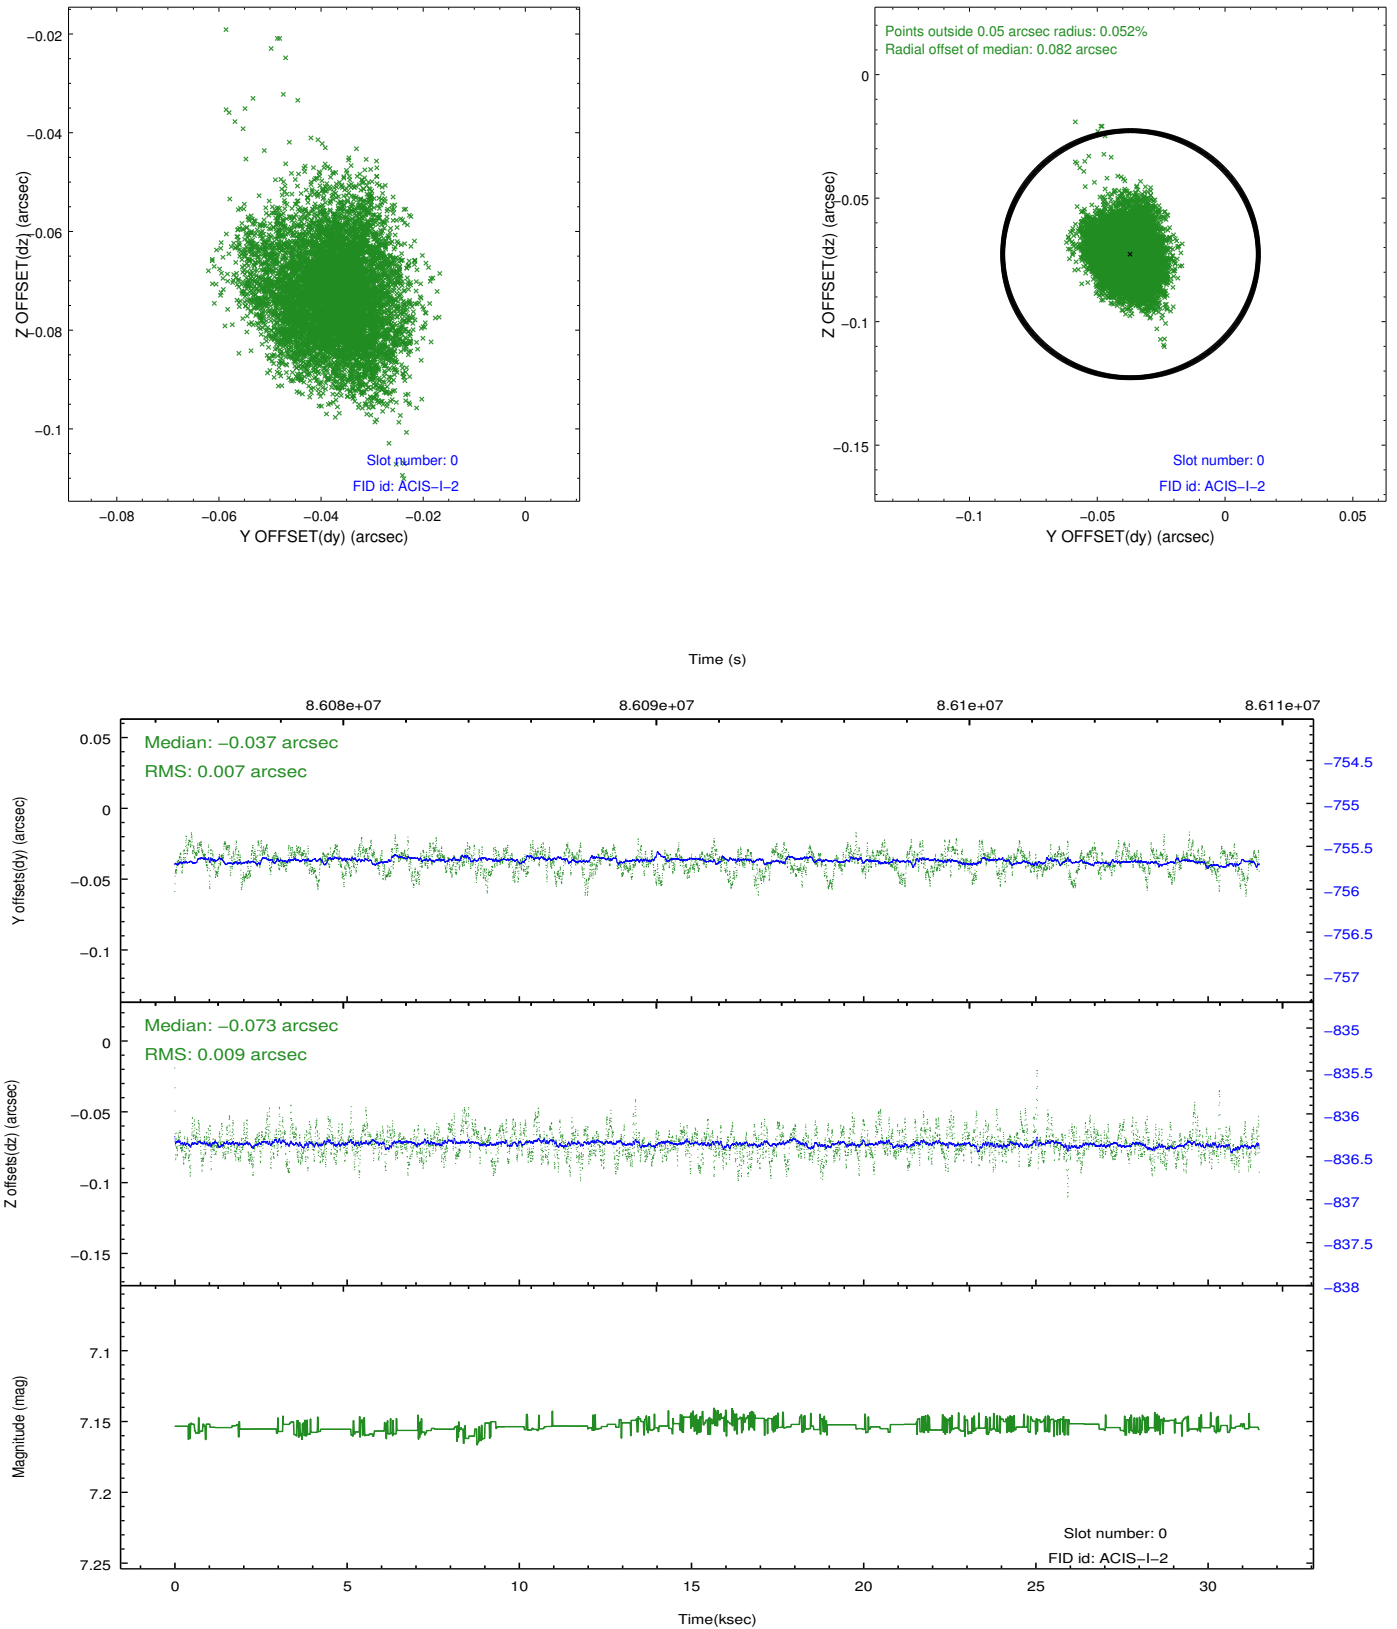 −0.02
−0.04
−0.06
−0.08
−0.1
Z OFFSET(dz) (arcsec)
Slot number: 0
FID id: ACIS−I−2
−0.08 −0.06 −0.04 −0.02 0
Y OFFSET(dy) (arcsec)
Points outside 0.05 arcsec radius: 0.052%
Radial offset of median: 0.082 arcsec
0
−0.05
−0.1
−0.15
Z OFFSET(dz) (arcsec)
Slot number: 0
FID id: ACIS−I−2
−0.1 −0.05 0 0.05
Y OFFSET(dy) (arcsec)
Time (s)
8.608e+07 8.609e+07 8.61e+07 8.611e+07
Median: −0.037 arcsec
RMS: 0.007 arcsec
0.05
0
−0.05
−0.1
Y offsets(dy) (arcsec)
−754.5
−755
−755.5
−756
−756.5
−757
Median: −0.073 arcsec
RMS: 0.009 arcsec
0
−0.05
−0.1
−0.15
Z offsets(dz) (arcsec)
−835
−835.5
−836
−836.5
−837
−837.5
−838
7.1
7.15
7.2
7.25
Magnitude (mag)
Slot number: 0
FID id: ACIS−I−2
0 5 10 15 20 25 30
Time(ksec)